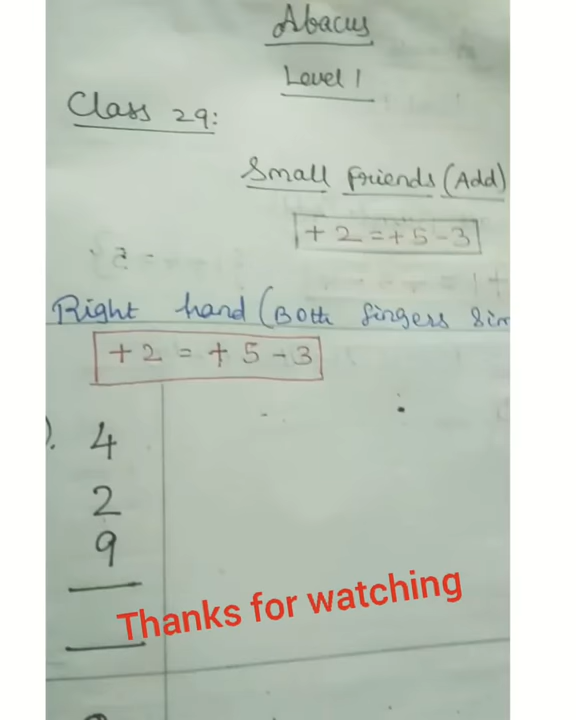 Abacus
Level 1
Class 29:
Small friends (Add)
+ 2 = + 5 - 3
Right hand (Both fingers
+ 2 = + 5 - 3
). 4
2
9
Thanks for watching